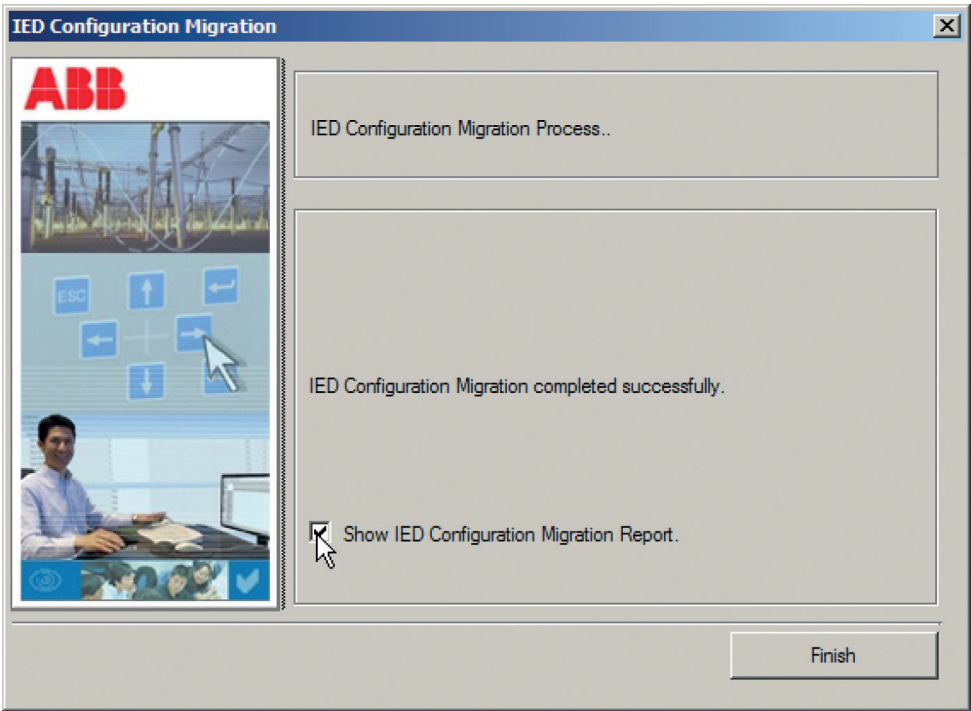 IED Configuration Migration
ABB
IED Configuration Migration Process..
ESC
IED Configuration Migration completed successfully.
Show IED Configuration Migration Report.
Finish